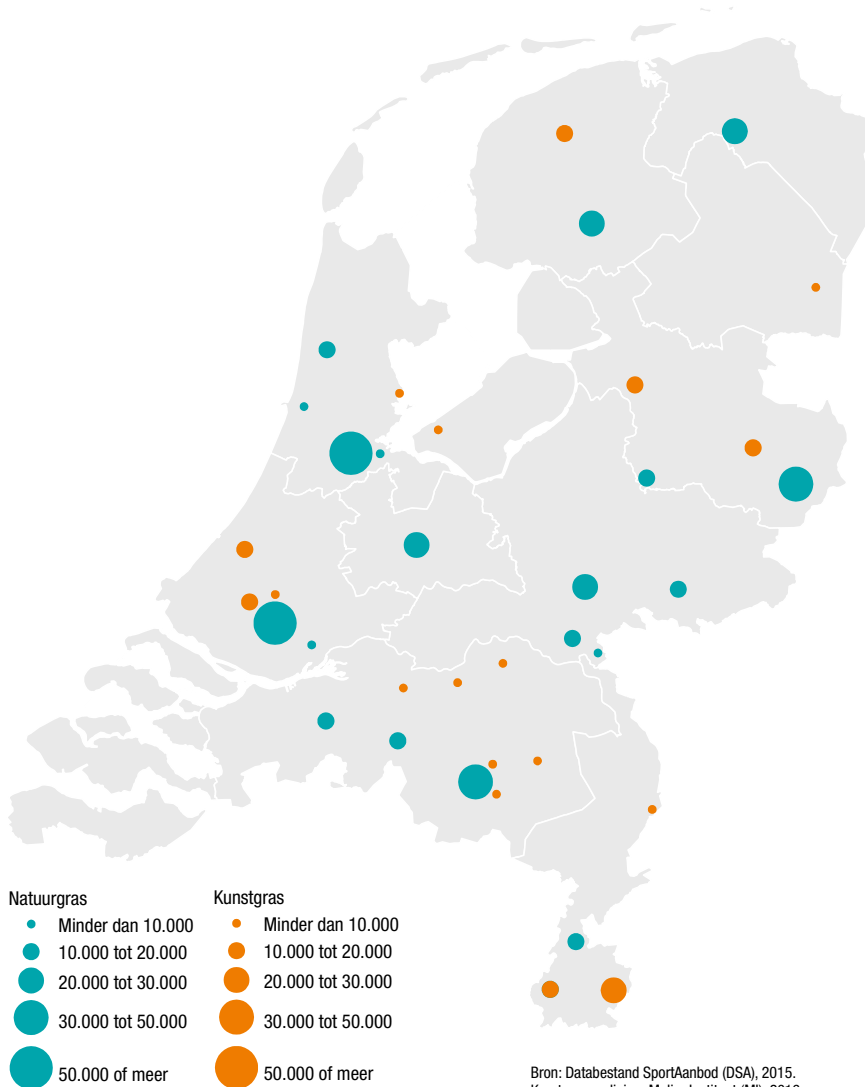 Natuurgras
Minder dan 10.000
10.000 tot 20.000
20.000 tot 30.000
30.000 tot 50.000
50.000 of meer
Kunstgras
Minder dan 10.000
10.000 tot 20.000
20.000 tot 30.000
30.000 tot 50.000
50.000 of meer
Bron: Databestand SportAanbod (DSA), 2015.